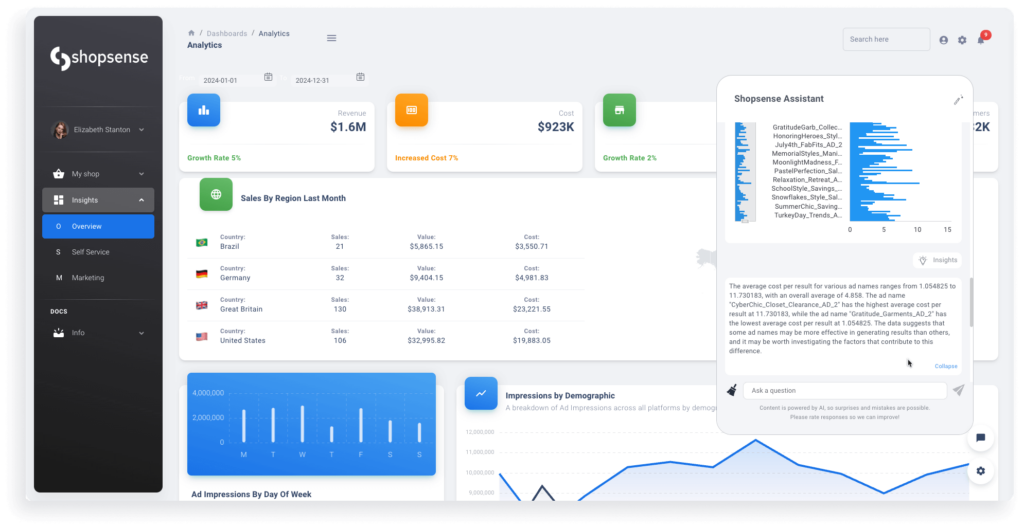 shopsense
Elizabeth Stanton
My shop
Insights
O Overview
S Self Service
M Marketing
DOCS
Info
/ Dashboards / Analytics
Analytics
Search here
9
2024-01-01
2024-12-31
Revenue
$1.6M
Growth Rate 5%
Cost
$923K
Increased Cost 7%
Growth Rate 2%
mers
2K
Sales By Region Last Month
Country: Sales: Value: Cost:
Brazil 21 $5,865.15 $3,550.71
Country: Sales: Value: Cost:
Germany 32 $9,404.15 $4,981.83
Country: Sales: Value: Cost:
Great Britain 130 $38,913.31 $23,221.55
Country: Sales: Value: Cost:
United States 106 $32,995.82 $19,883.05
4,000,000
2,000,000
0
M T W T F S S
Ad Impressions By Day Of Week
Impressions by Demographic
A breakdown of Ad Impressions across all platforms by demog
12,000,000
11,000,000
10,000,000
9,000,000
Shopsense Assistant
GratitudeGarb_Collec...
HonoringHeroes_Styl...
July4th_FabFits_AD_2
MemorialStyles_Mani...
MoonlightMadness_F...
PastelPerfection_Sal...
Relaxation_Retreat_A...
SchoolStyle_Savings_...
Snowflakes_Style_Sal...
SummerChic_Saving...
TurkeyDay_Trends_A...
0 5 10 15
Insights
The average cost per result for various ad names ranges from 1.054825 to
11.730183, with an overall average of 4.858. The ad name
"CyberChic_Closet_Clearance_AD_2" has the highest average cost per
result at 11.730183, while the ad name "Gratitude_Garments_AD_2" has
the lowest average cost per result at 1.054825. The data suggests that
some ad names may be more effective in generating results than others,
and it may be worth investigating the factors that contribute to this
difference.
Collapse
Ask a question
Content is powered by AI, so surprises and mistakes are possible.
Please rate responses so we can improve!